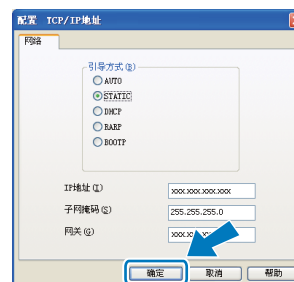 配置 TCP/IP地址
网络
引导方式(B)
AUTO
STATIC
DHCP
RARP
BOOTP
IP地址(I) xxx.xxx.xxx.xxx
子网掩码(S) 255.255.255.0
网关(G)
确定 取消 帮助